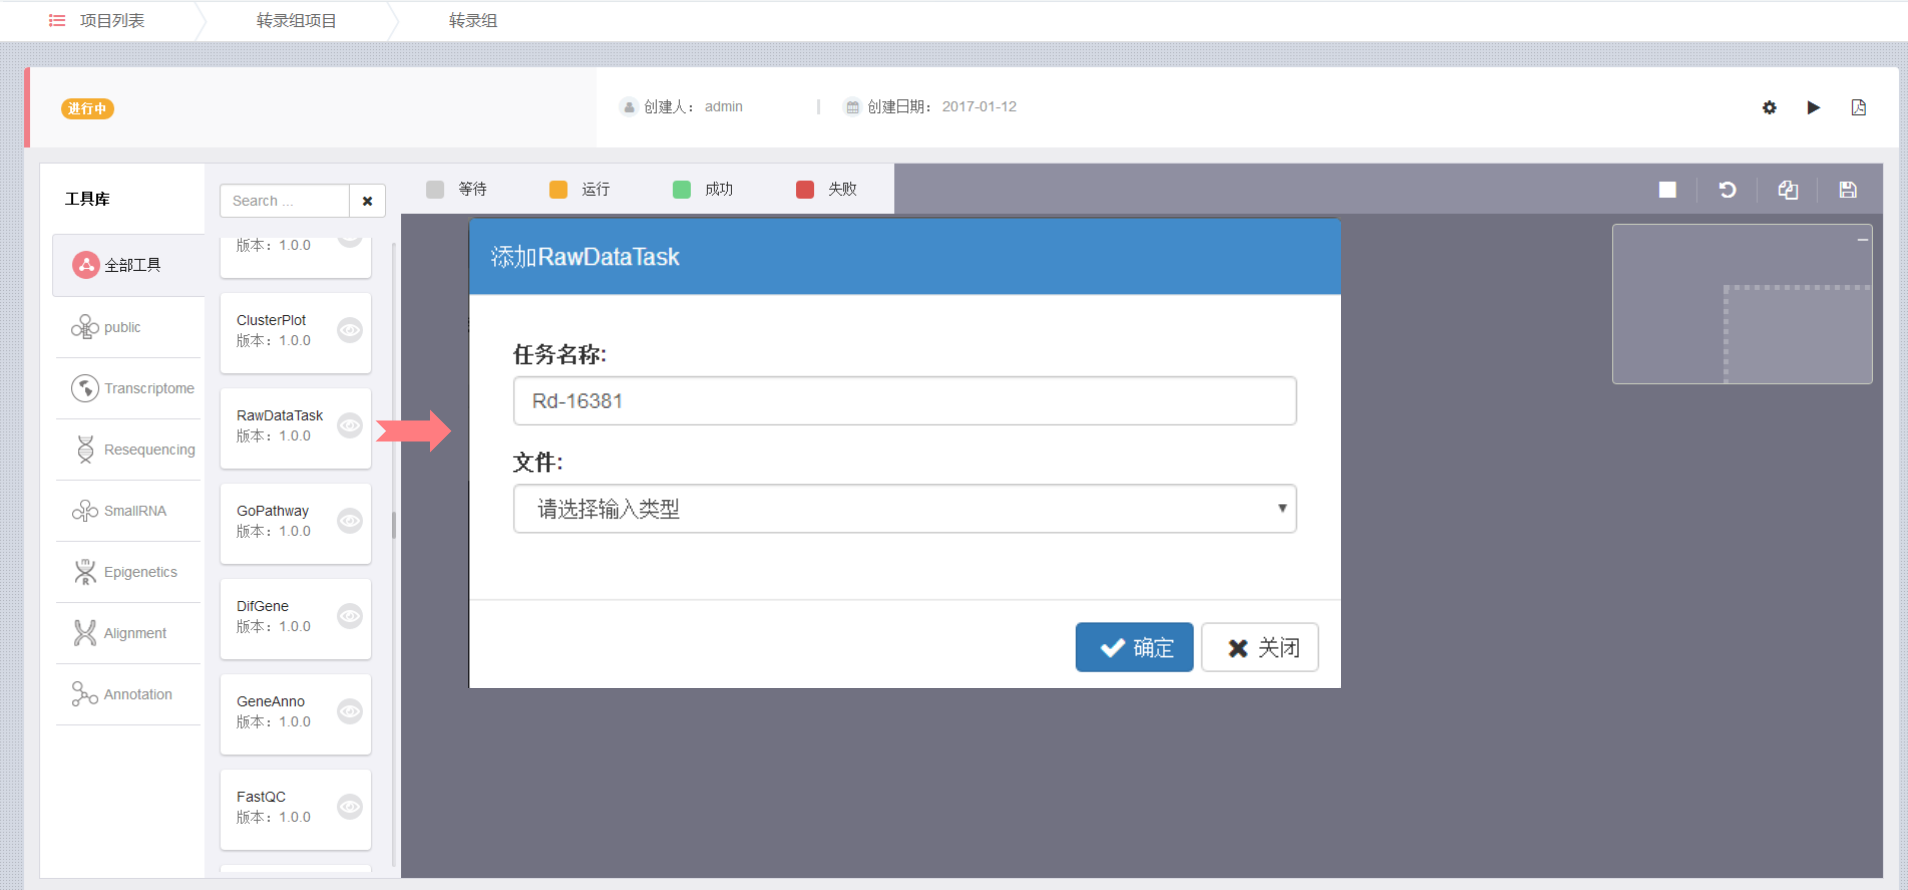 项目列表
转录组项目
转录组
进行中
创建人： admin
创建日期： 2017-01-12
工具库
Search ...
等待
运行
成功
失败
全部工具
public
Transcriptome
Resequencing
SmallRNA
Epigenetics
Alignment
Annotation
版本：1.0.0
ClusterPlot
版本：1.0.0
RawDataTask
版本：1.0.0
GoPathway
版本：1.0.0
DifGene
版本：1.0.0
GeneAnno
版本：1.0.0
FastQC
版本：1.0.0
添加RawDataTask
任务名称:
Rd-16381
文件:
请选择输入类型
确定
关闭